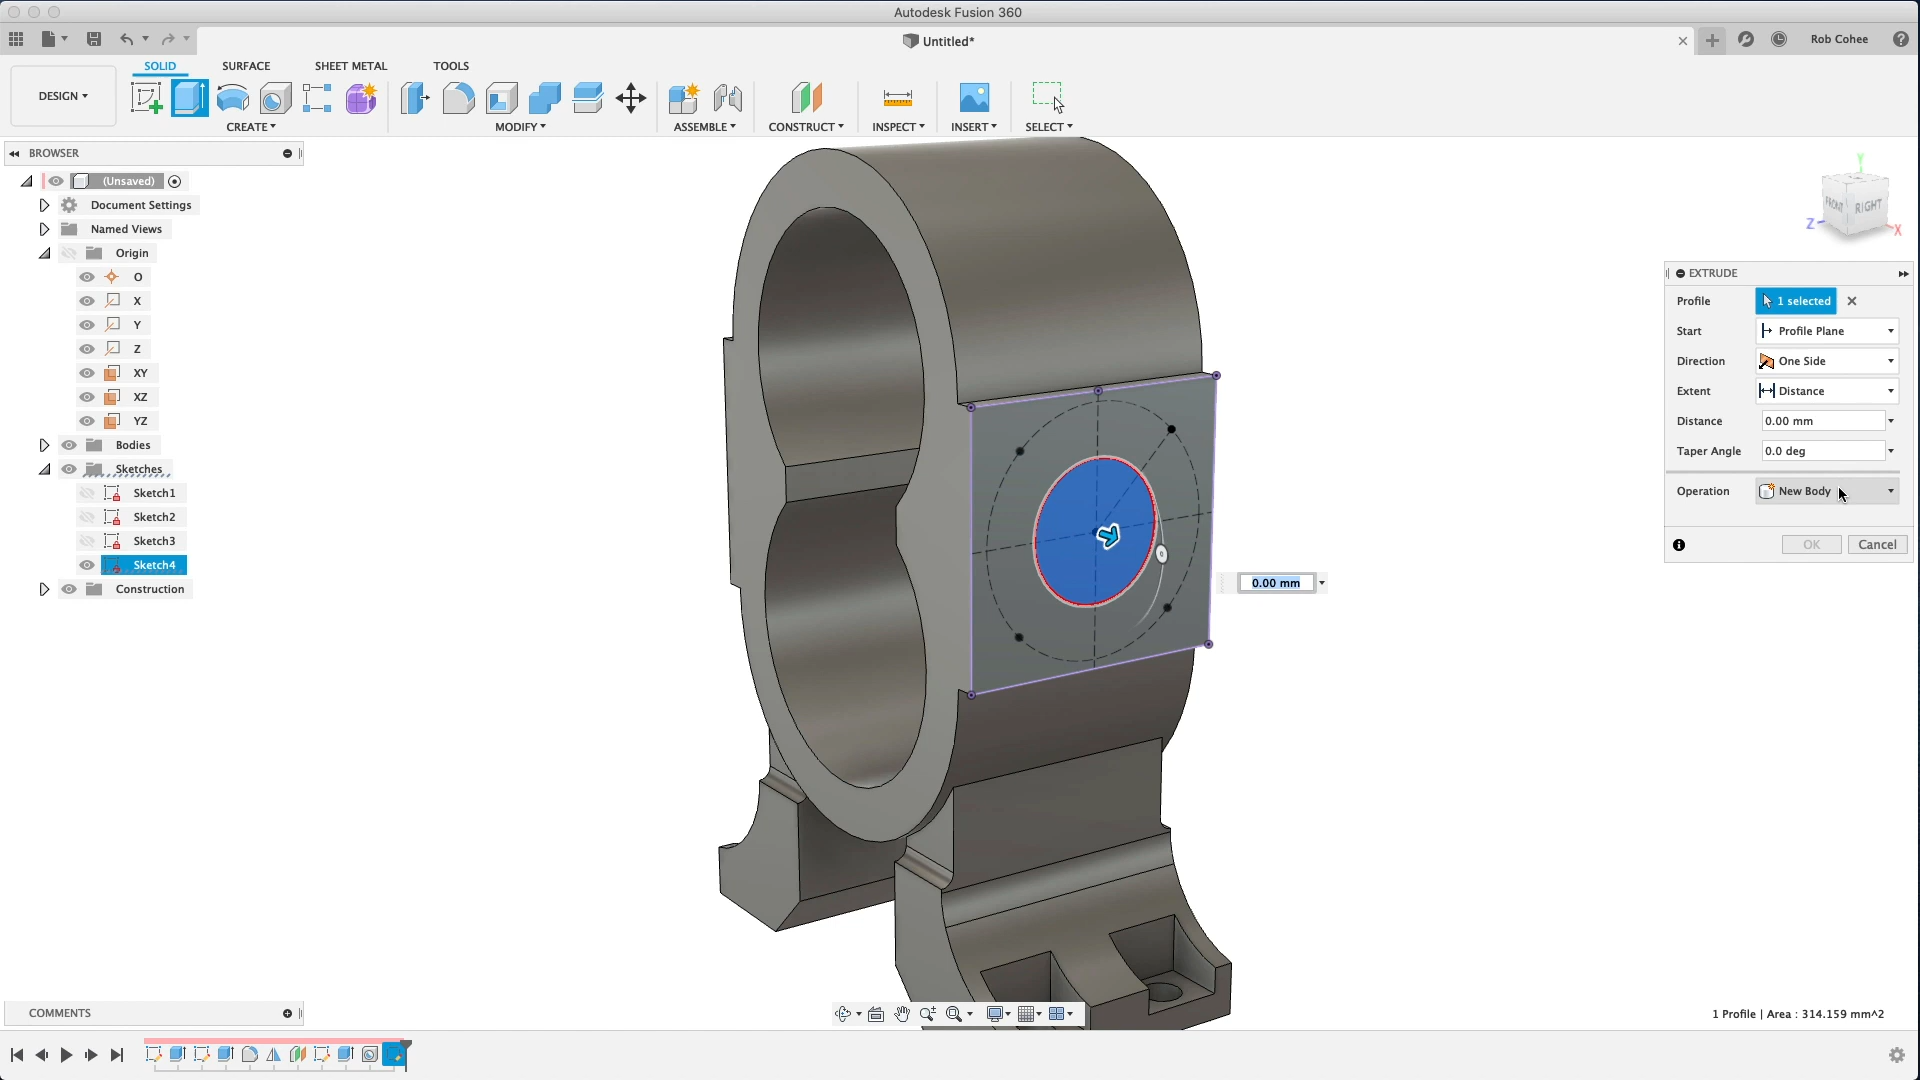 Autodesk Fusion 360
Untitled*
Rob Cohee
SOLID SURFACE SHEET METAL TOOLS
DESIGN
CREATE MODIFY ASSEMBLE CONSTRUCT INSPECT INSERT SELECT
BROWSER
(Unsaved)
Document Settings
Named Views
Origin
O
X
Y
Z
XY
XZ
YZ
Bodies
Sketches
Sketch1
Sketch2
Sketch3
Sketch4
Construction
Y
FRONT RIGHT
Z X
EXTRUDE
Profile 1 selected
Start Profile Plane
Direction One Side
Extent Distance
Distance 0.00 mm
Taper Angle 0.0 deg
Operation New Body
OK Cancel
0.00 mm
COMMENTS
1 Profile | Area : 314.159 mm^2